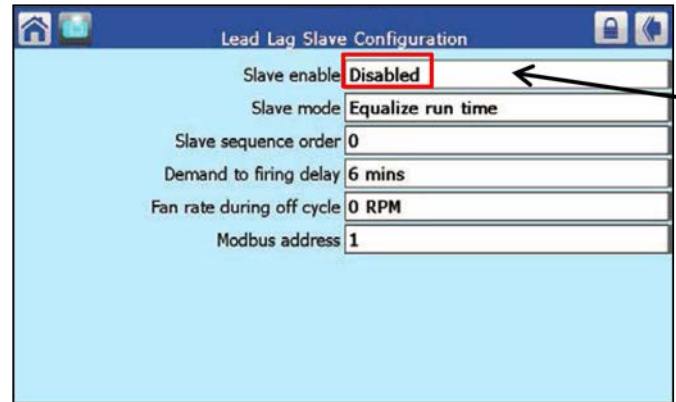 Lead Lag Slave Configuration
Slave enable Disabled
Slave mode Equalize run time
Slave sequence order 0
Demand to firing delay 6 mins
Fan rate during off cycle 0 RPM
Modbus address 1